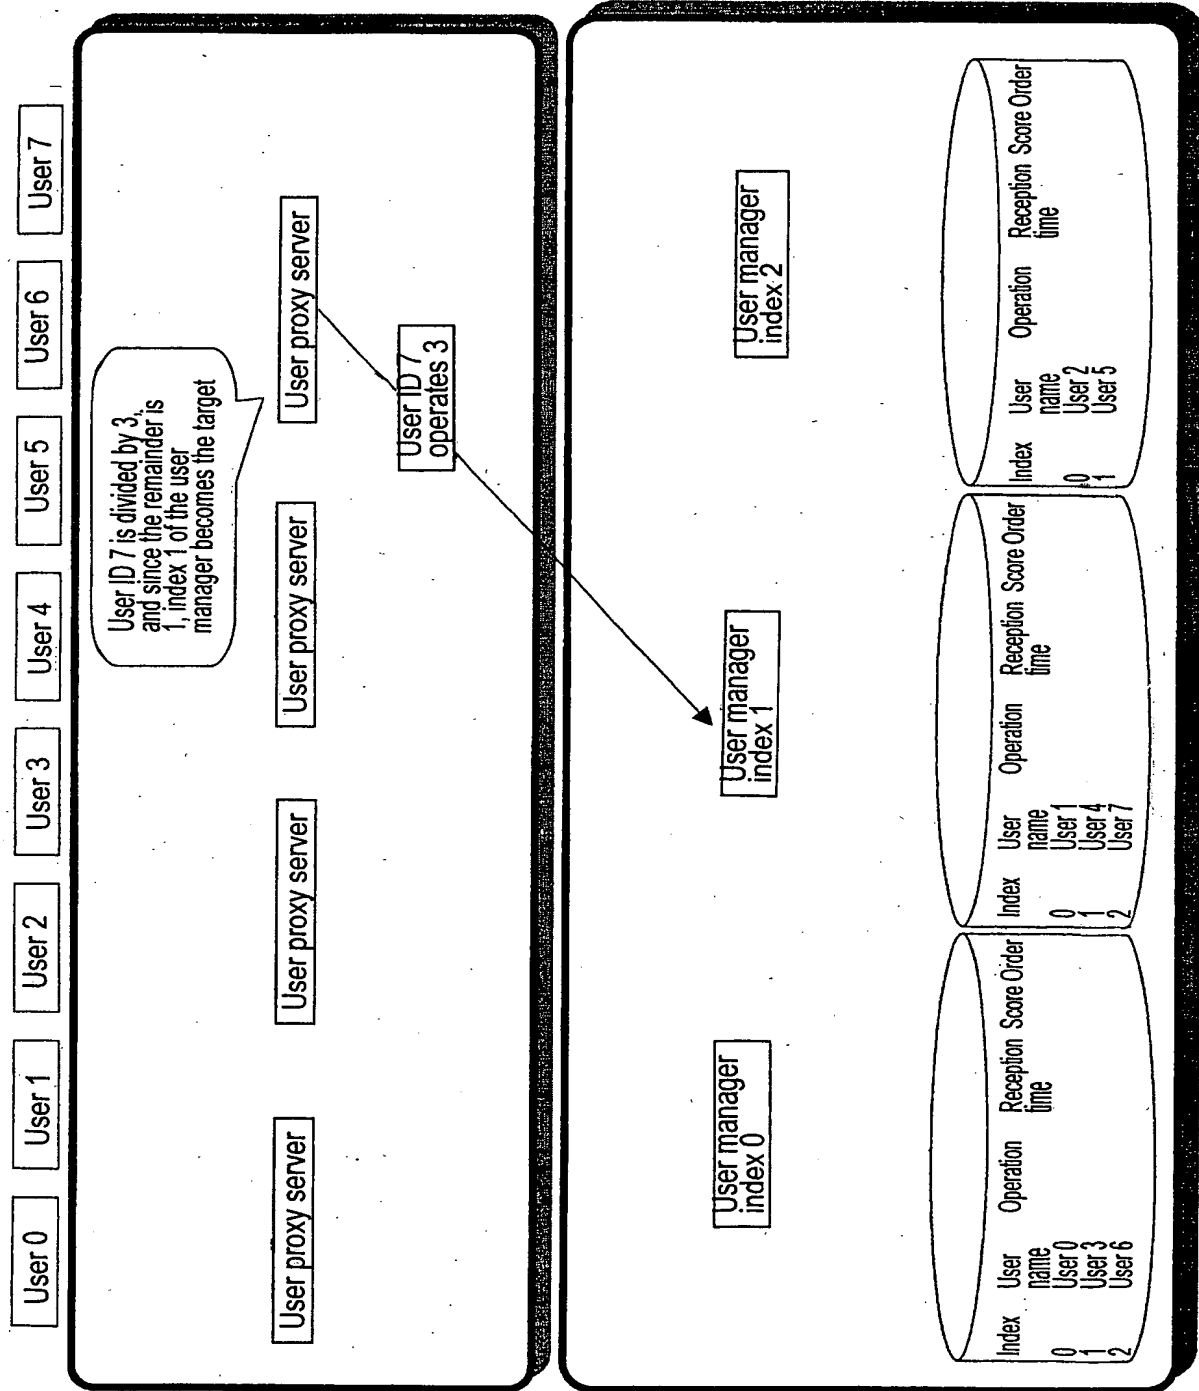 User 0
User 1
User 2
User 3
User 4
User 5
User 6
User 7
User ID 7 is divided by 3,
and since the remainder is
1, index 1 of the user
manager becomes the target
User proxy server
User proxy server
User proxy server
User proxy server
User ID 7
operates 3
User manager
index 0
User manager
index 1
User manager
index 2
Index User name Operation Reception time Score Order
0 User 0
1 User 3
2 User 6
Index User name Operation Reception time Score Order
0 User 1
1 User 4
2 User 7
Index User name Operation Reception time Score Order
0 User 2
1 User 5